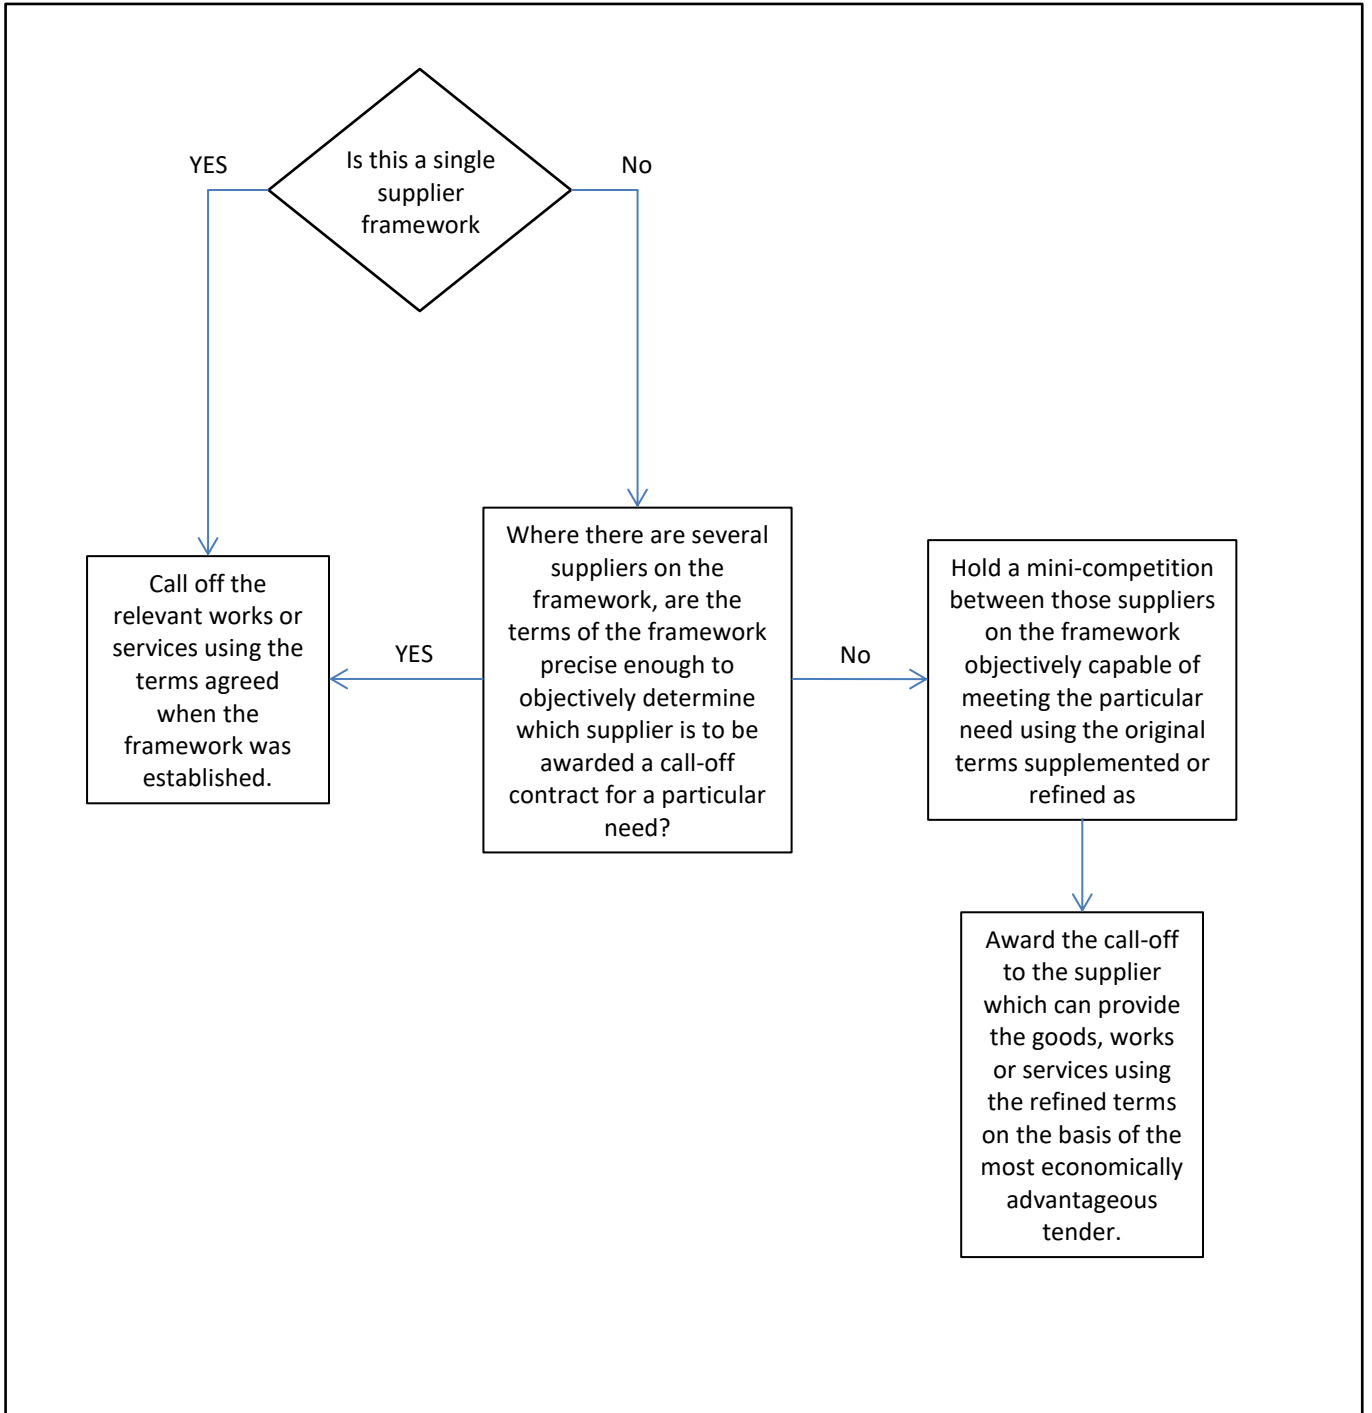 YES
Is this a single
supplier
framework
No
Call off the
relevant works or
services using the
terms agreed
when the
framework was
established.
YES
Where there are several
suppliers on the
framework, are the
terms of the framework
precise enough to
objectively determine
which supplier is to be
awarded a call-off
contract for a particular
need?
No
Hold a mini-competition
between those suppliers
on the framework
objectively capable of
meeting the particular
need using the original
terms supplemented or
refined as
Award the call-off
to the supplier
which can provide
the goods, works
or services using
the refined terms
on the basis of the
most economically
advantageous
tender.